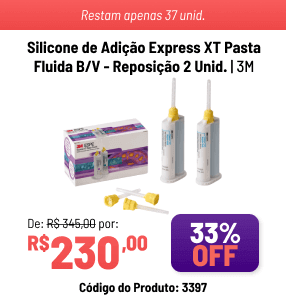 Restam apenas 37 unid.
Silicone de Adição Express XT Pasta
Fluida B/V - Reposição 2 Unid. | 3M
De: R$ 345,00 por:
R$230,00
33%
OFF
Código do Produto: 3397